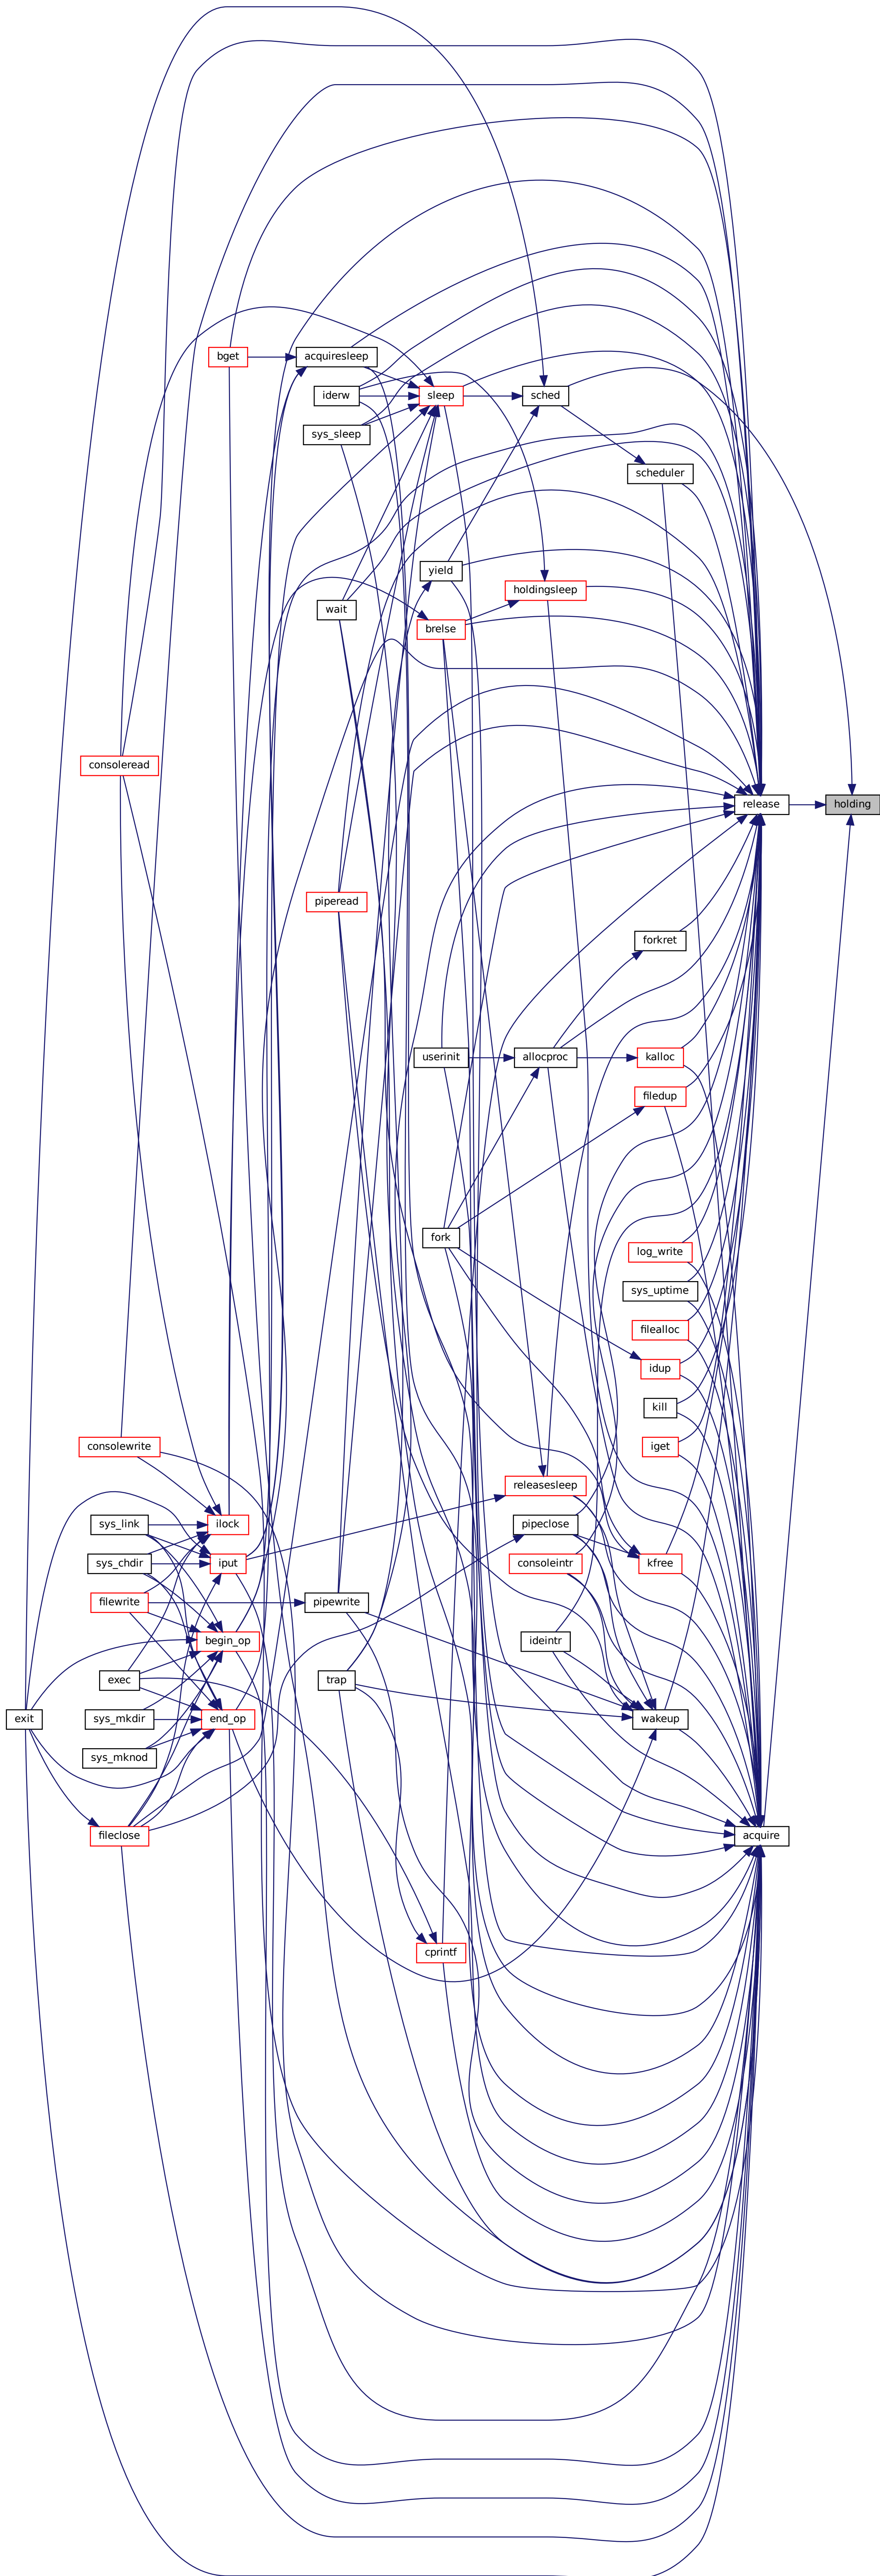 bget
acquiresleep
iderw
sleep
sched
sys_sleep
scheduler
yield
holdingsleep
wait
brelse
consoleread
release
holding
piperead
forkret
userinit
allocproc
kalloc
filedup
fork
log_write
sys_uptime
filealloc
idup
kill
iget
consolewrite
releasesleep
sys_link
ilock
pipeclose
sys_chdir
iput
consoleintr
kfree
filewrite
pipewrite
begin_op
ideintr
exec
trap
exit
sys_mkdir
end_op
wakeup
sys_mknod
fileclose
acquire
cprintf